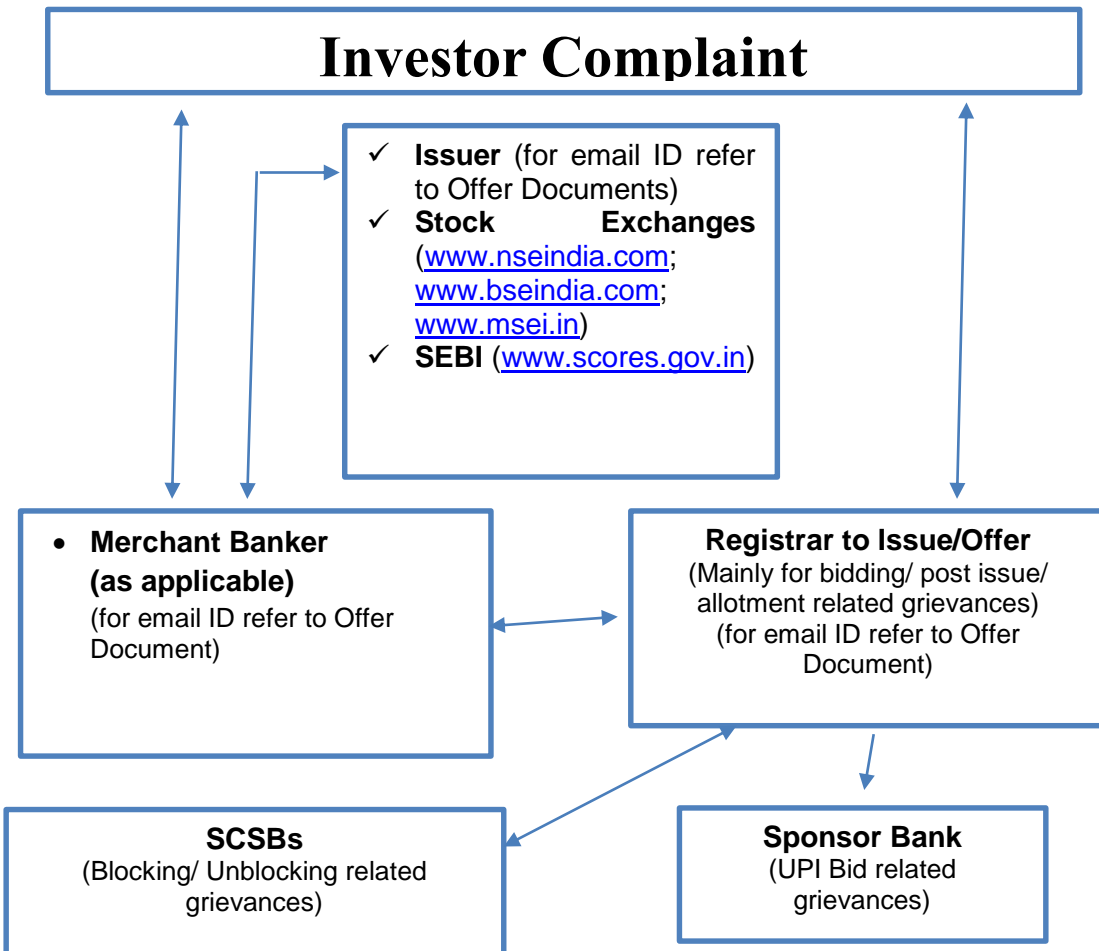 Investor Complaint
✓ Issuer (for email ID refer
to Offer Documents)
✓ Stock Exchanges
(www.nseindia.com;
www.bseindia.com;
www.msei.in)
✓ SEBI (www.scores.gov.in)
• Merchant Banker
(as applicable)
(for email ID refer to Offer
Document)
Registrar to Issue/Offer
(Mainly for bidding/ post issue/
allotment related grievances)
(for email ID refer to Offer
Document)
SCSBs
(Blocking/ Unblocking related
grievances)
Sponsor Bank
(UPI Bid related
grievances)